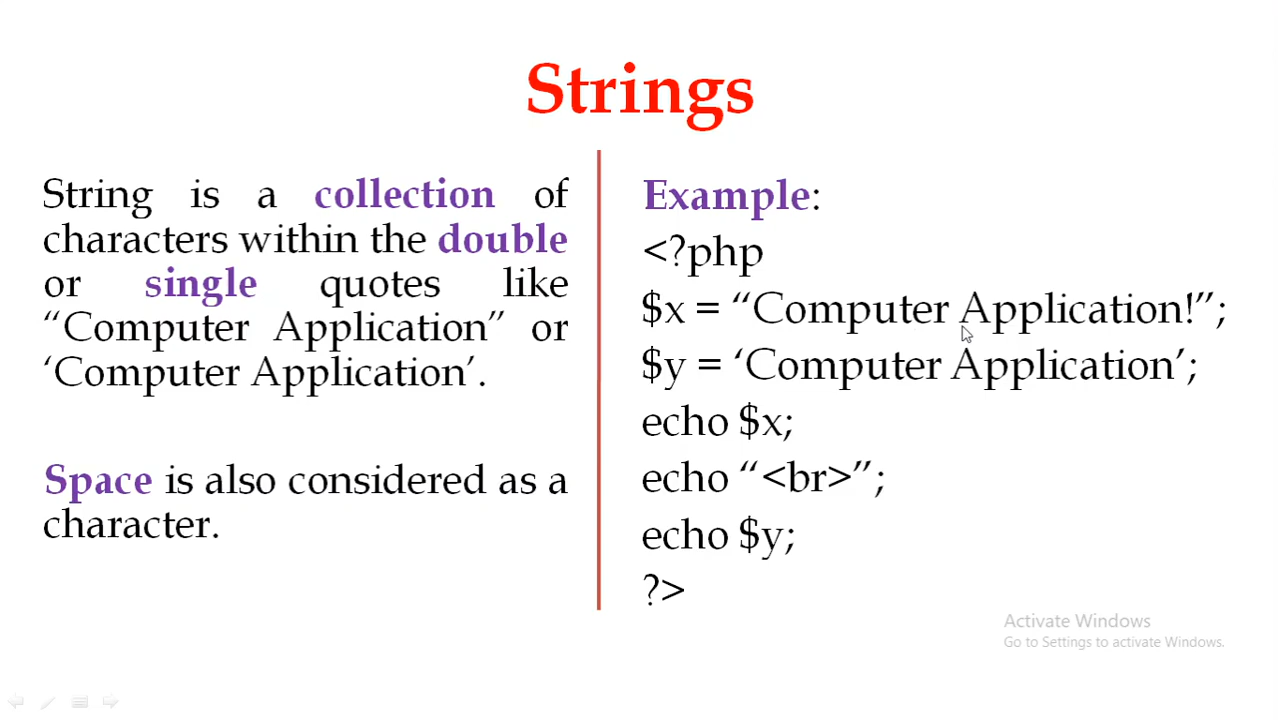 Strings
String is a collection of
characters within the double
or single quotes like
“Computer Application” or
‘Computer Application’.
Space is also considered as a
character.
Example:
<?php
$x = “Computer Application!”;
$y = ‘Computer Application’;
echo $x;
echo “<br>”;
echo $y;
?>
Activate Windows
Go to Settings to activate Windows.